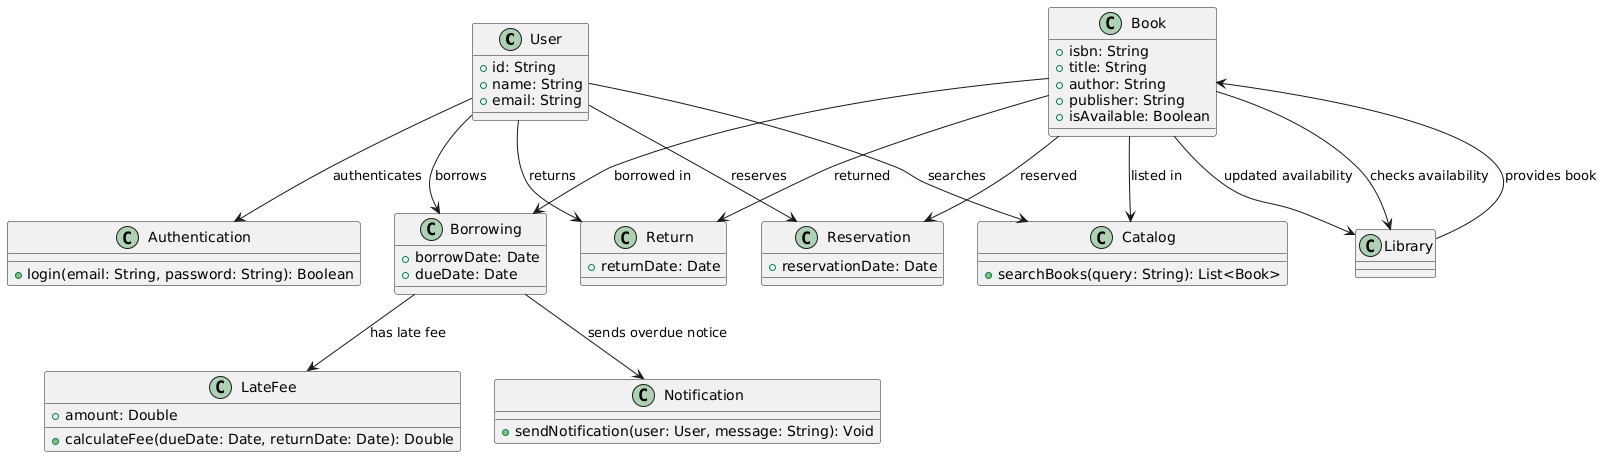 C User
+ id: String
+ name: String
+ email: String
C Book
+ isbn: String
+ title: String
+ author: String
+ publisher: String
+ isAvailable: Boolean
authenticates
borrows
returns
borrowed in
reserves
returned
searches
reserved
listed in
updated availability
checks availability
provides book
C Authentication
+ login(email: String, password: String): Boolean
C Borrowing
+ borrowDate: Date
+ dueDate: Date
C Return
+ returnDate: Date
C Reservation
+ reservationDate: Date
C Catalog
+ searchBooks(query: String): List<Book>
C Library
has late fee
sends overdue notice
C LateFee
+ amount: Double
+ calculateFee(dueDate: Date, returnDate: Date): Double
C Notification
+ sendNotification(user: User, message: String): Void